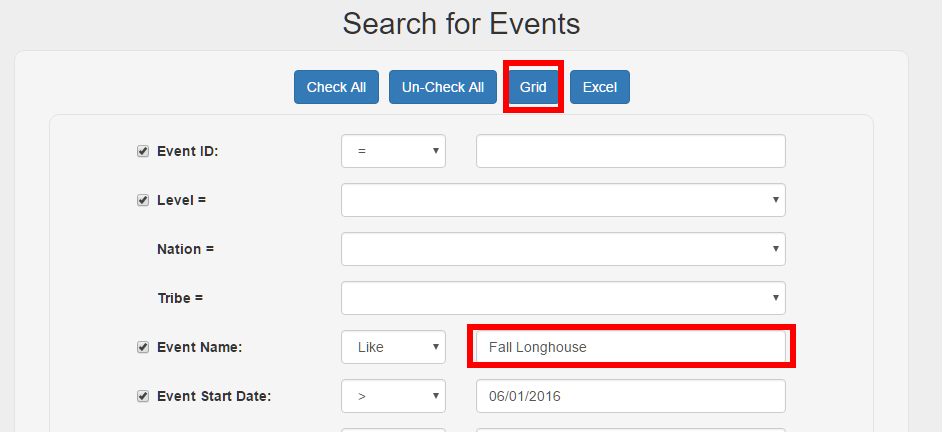 Search for Events
Check All Un-Check All Grid Excel
Event ID: =
Level =
Nation =
Tribe =
Event Name: Like Fall Longhouse
Event Start Date: > 06/01/2016